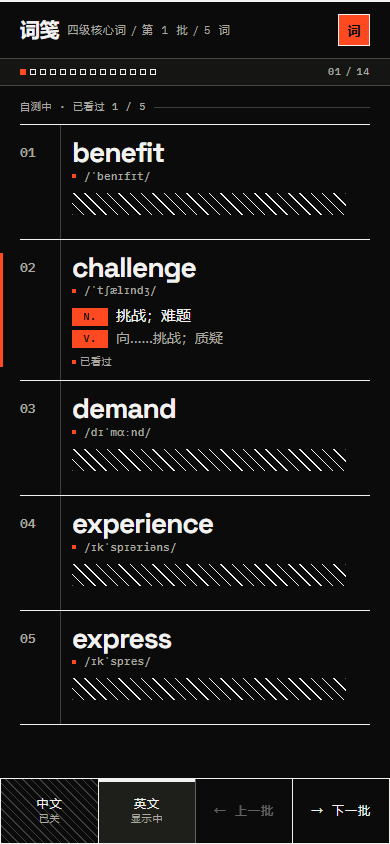 词笺 四级核心词 / 第 1 批 / 5 词 词
01 / 14
自测中 · 已看过 1 / 5
01 benefit
/ˈbenɪfɪt/
02 challenge
/ˈtʃælɪndʒ/
N. 挑战；难题
V. 向……挑战；质疑
已看过
03 demand
/dɪˈmɑːnd/
04 experience
/ɪkˈspɪəriəns/
05 express
/ɪkˈspres/
中文 英文 ← 上一批 → 下一批
已关 显示中